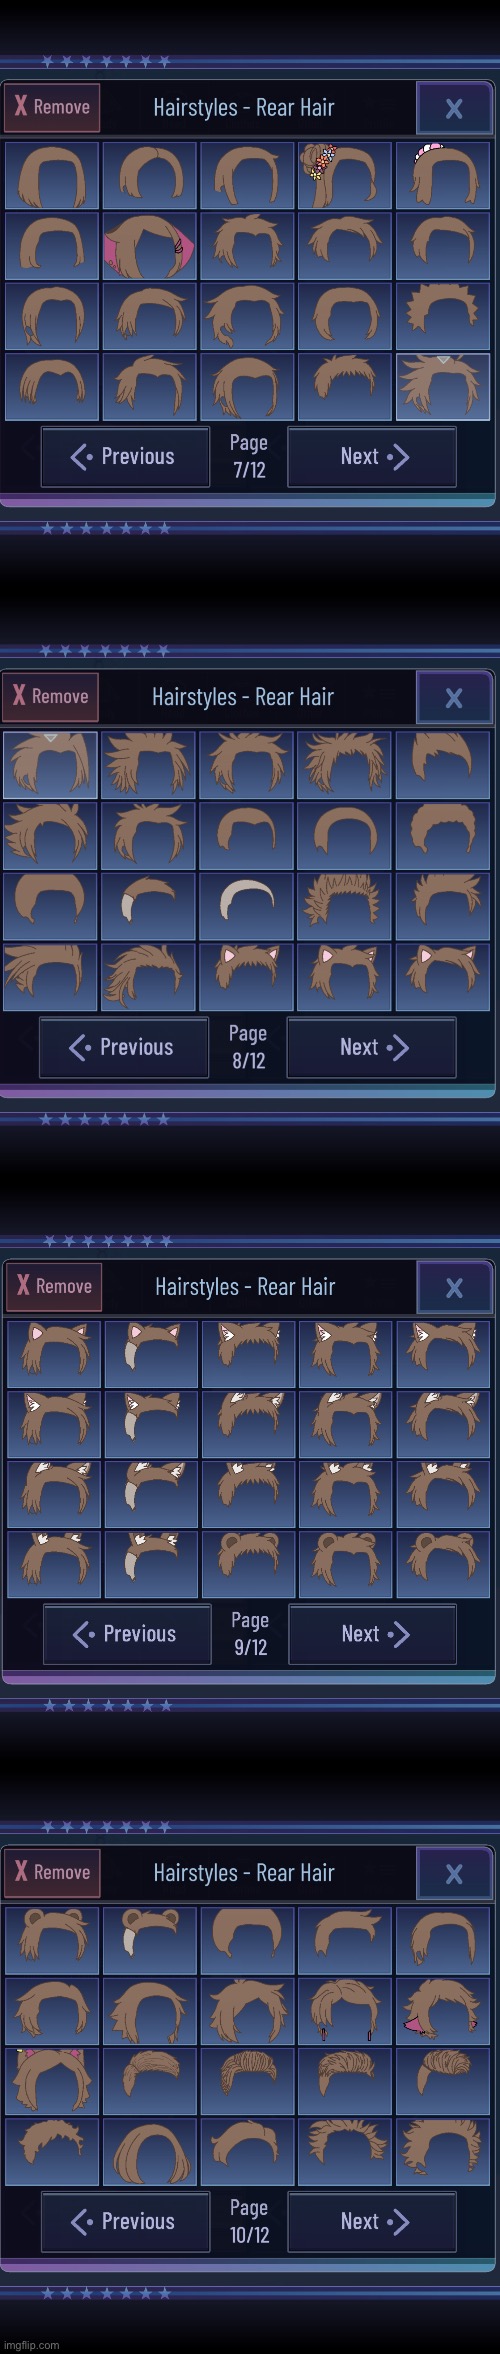 X Remove
Hairstyles - Rear Hair
X
Previous
Page
7/12
Next
X Remove
Hairstyles - Rear Hair
X
Previous
Page
8/12
Next
X Remove
Hairstyles - Rear Hair
X
Previous
Page
9/12
Next
X Remove
Hairstyles - Rear Hair
X
Previous
Page
10/12
Next
imgflip.com